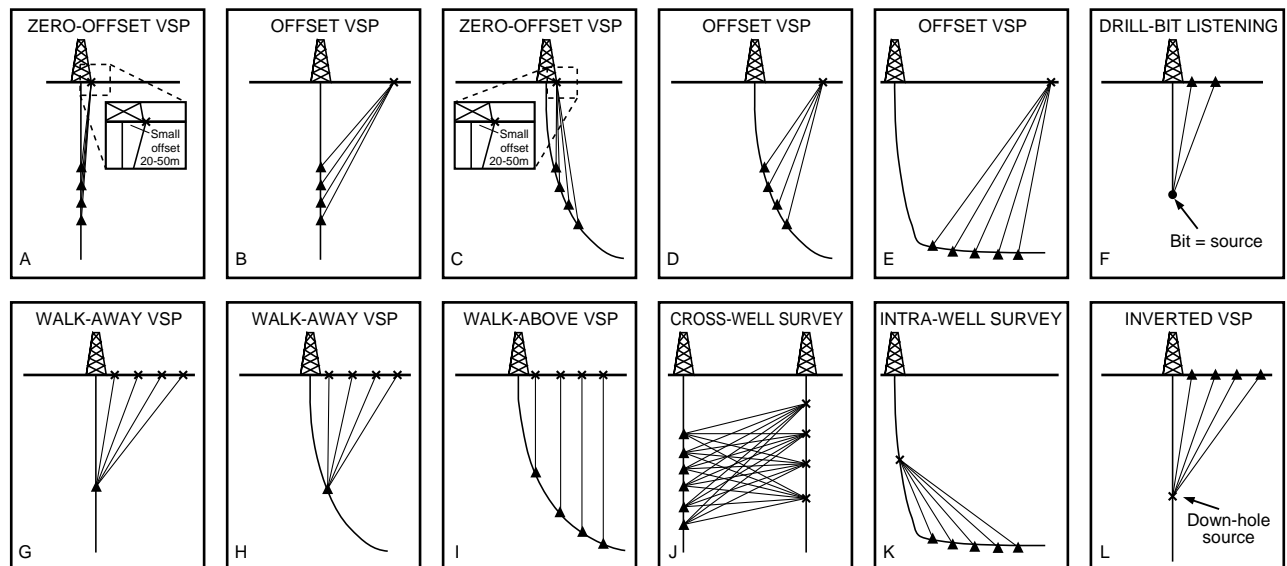 ZERO-OFFSET VSP
Small
offset
20-50m
A
OFFSET VSP
B
ZERO-OFFSET VSP
Small
offset
20-50m
C
OFFSET VSP
D
OFFSET VSP
E
DRILL-BIT LISTENING
Bit = source
F
WALK-AWAY VSP
G
WALK-AWAY VSP
H
WALK-ABOVE VSP
I
CROSS-WELL SURVEY
J
INTRA-WELL SURVEY
K
INVERTED VSP
Down-hole
source
L